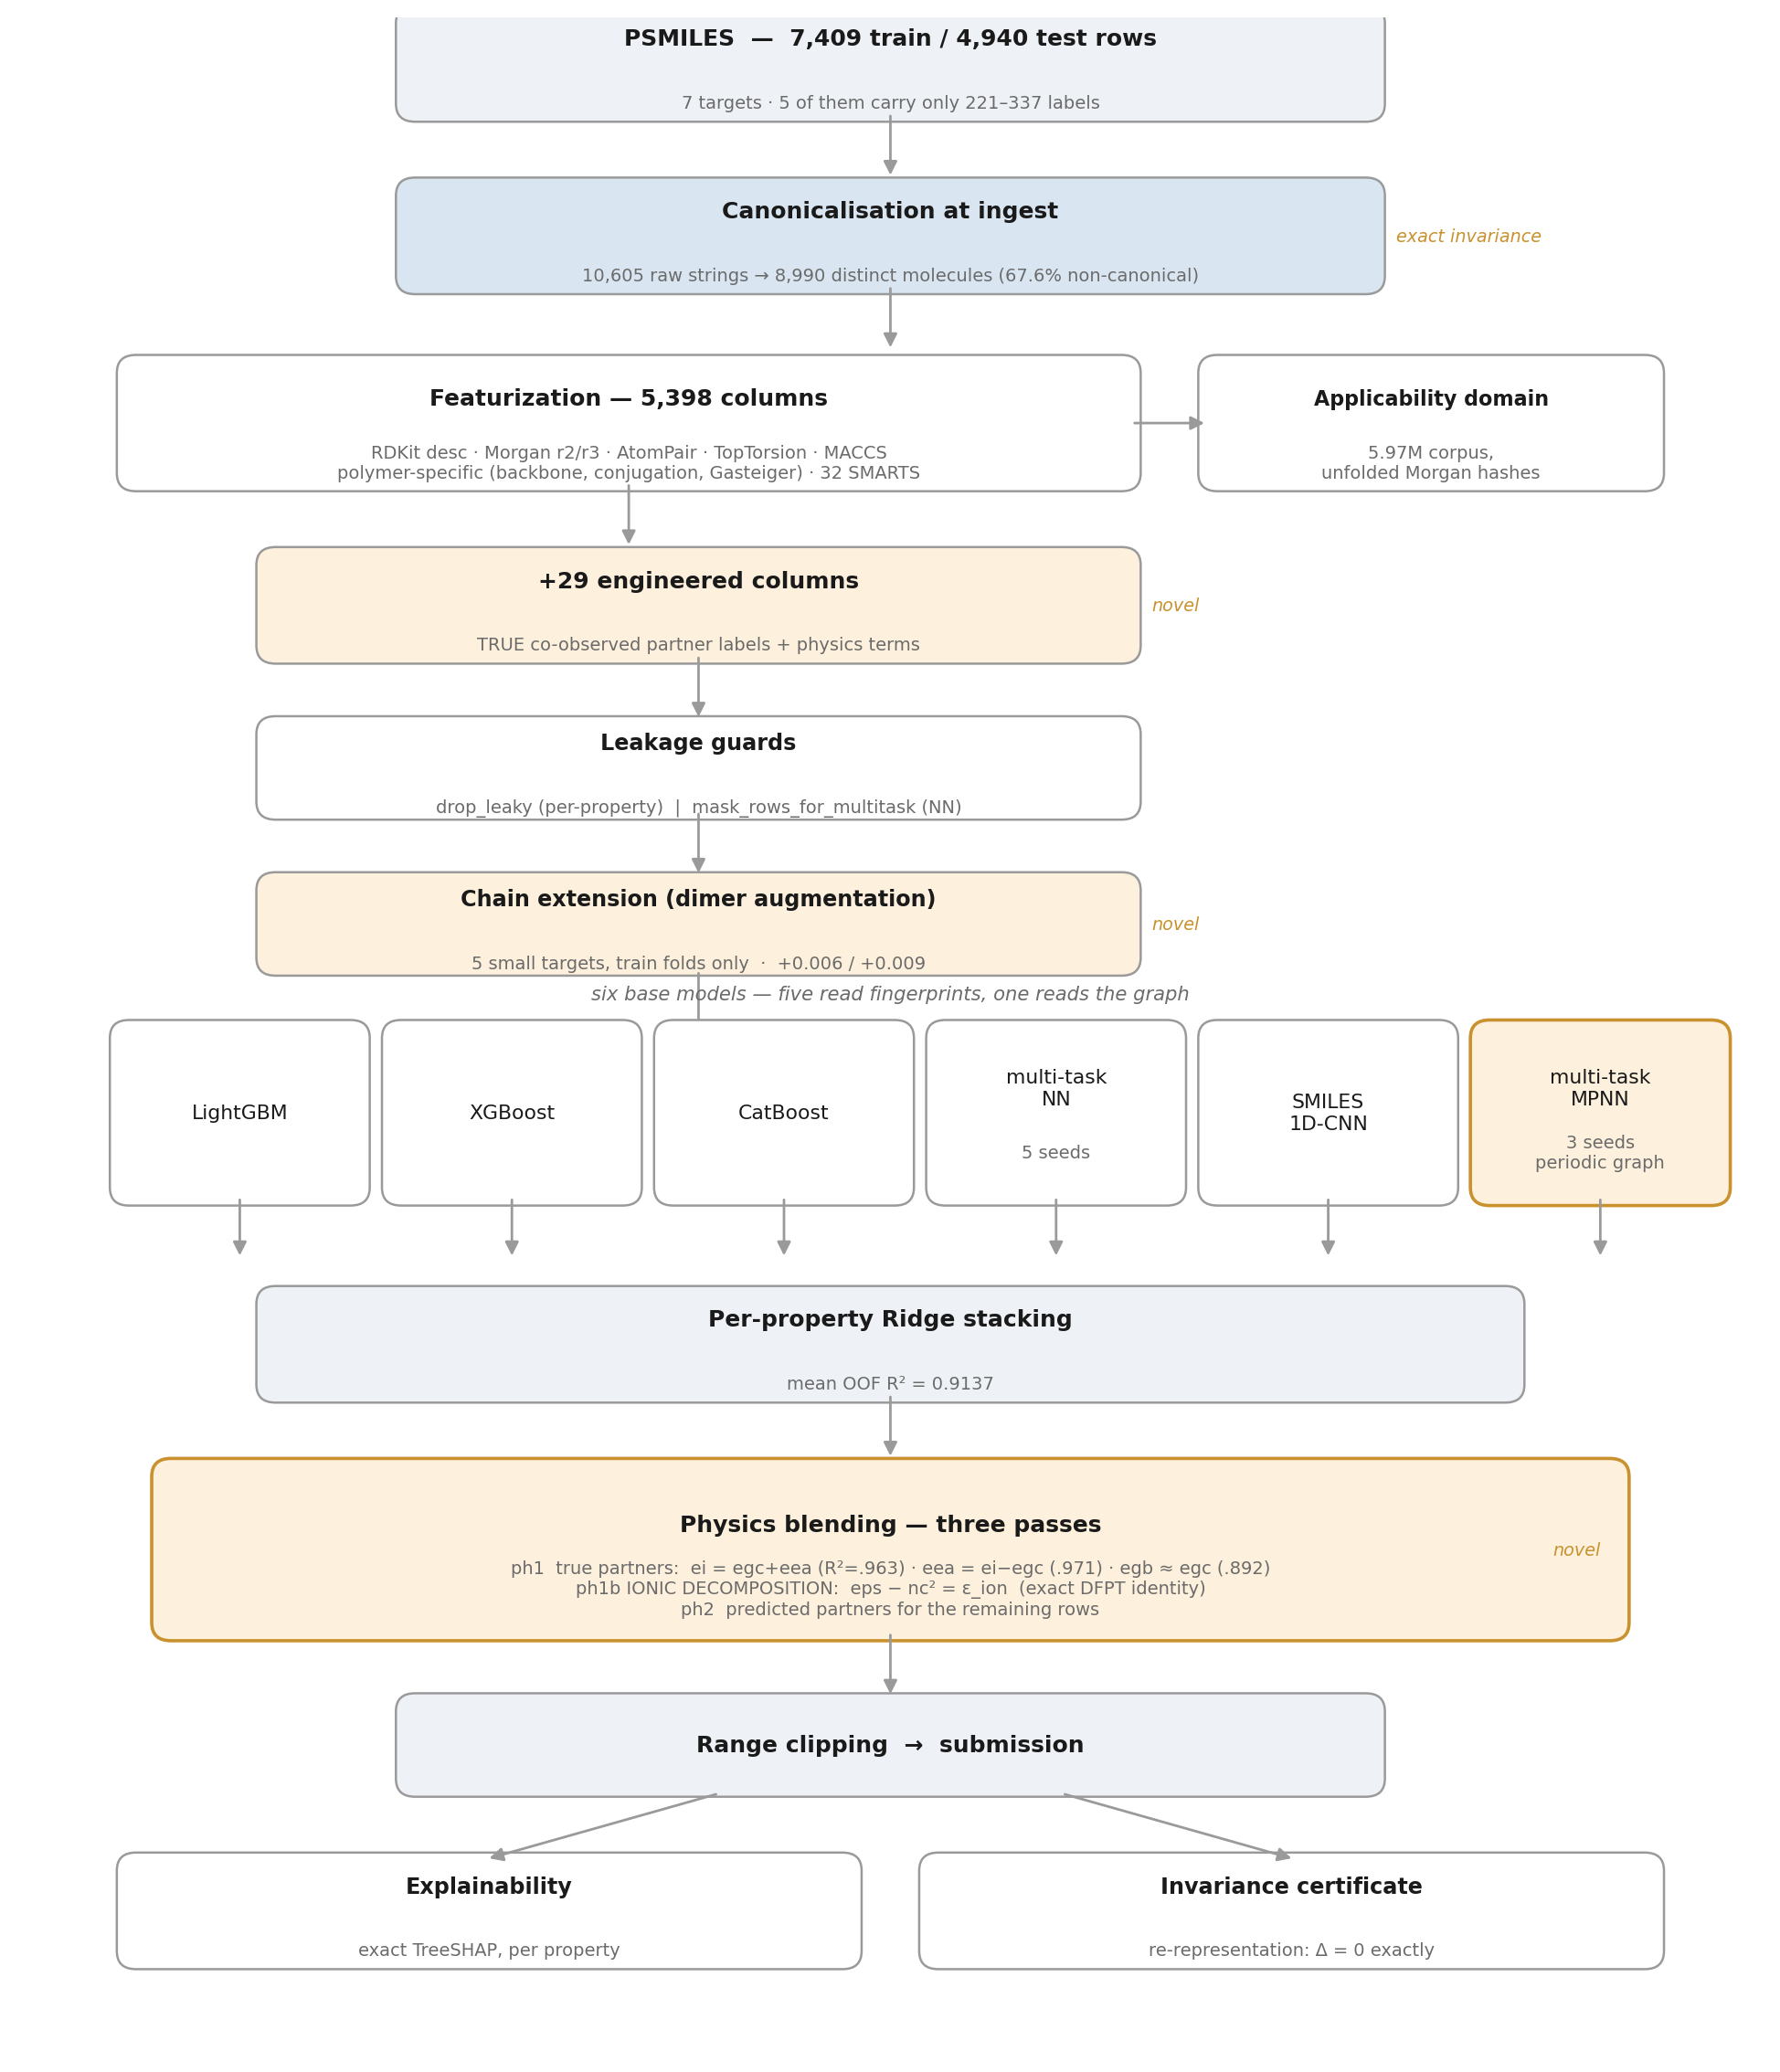 PSMILES — 7,409 train / 4,940 test rows
7 targets · 5 of them carry only 221–337 labels
Canonicalisation at ingest
10,605 raw strings → 8,990 distinct molecules (67.6% non-canonical)
exact invariance
Featurization — 5,398 columns
RDKit desc · Morgan r2/r3 · AtomPair · TopTorsion · MACCS
polymer-specific (backbone, conjugation, Gasteiger) · 32 SMARTS
Applicability domain
5.97M corpus,
unfolded Morgan hashes
+29 engineered columns
TRUE co-observed partner labels + physics terms
novel
Leakage guards
drop_leaky (per-property) | mask_rows_for_multitask (NN)
Chain extension (dimer augmentation)
5 small targets, train folds only · +0.006 / +0.009
novel
six base models — five read fingerprints, one reads the graph
LightGBM
XGBoost
CatBoost
multi-task
NN
5 seeds
SMILES
1D-CNN
multi-task
MPNN
3 seeds
periodic graph
Per-property Ridge stacking
mean OOF R² = 0.9137
Physics blending — three passes
ph1 true partners: ei = egc+eea (R²=.963) · eea = ei−egc (.971) · egb ≈ egc (.892)
ph1b IONIC DECOMPOSITION: eps − nc² = ε_ion (exact DFPT identity)
ph2 predicted partners for the remaining rows
novel
Range clipping → submission
Explainability
exact TreeSHAP, per property
Invariance certificate
re-representation: Δ = 0 exactly